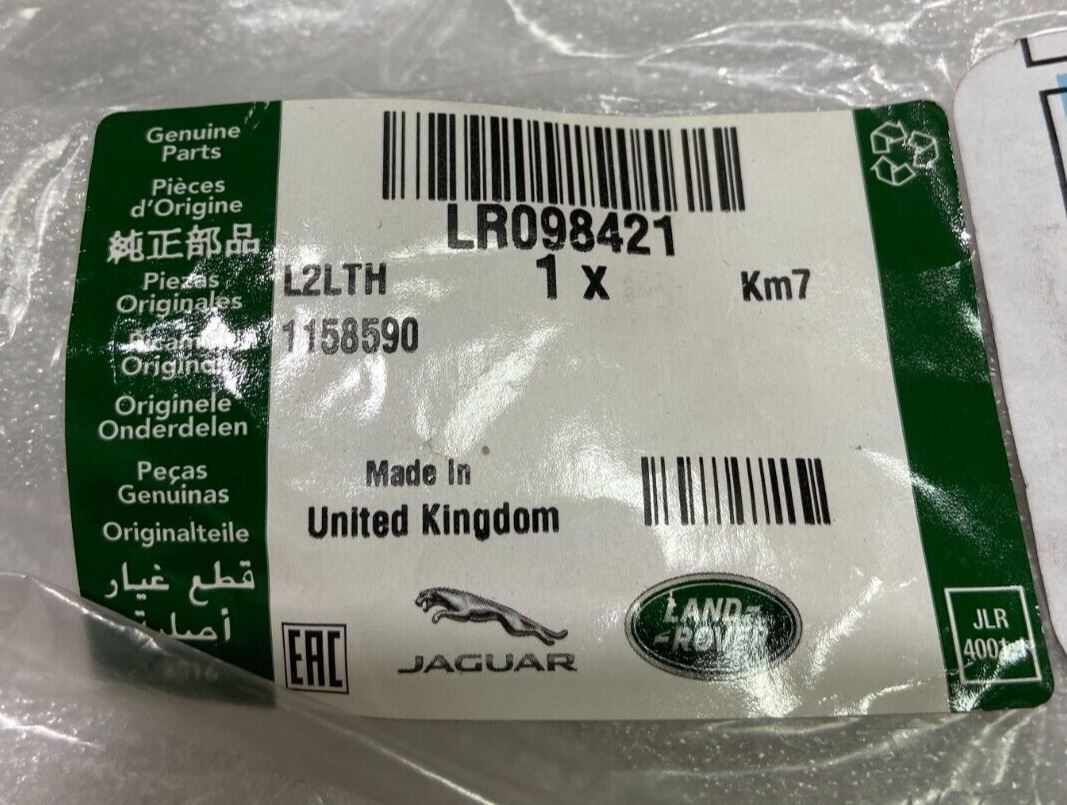 Genuine
Parts
Pièces
d'Origine
純正部品
Piezas
Originales
Originali
Originele
Onderdelen
Peças
Genuinas
Originalteile
قطع غيار
LR098421
L2LTH
1 x
Km7
1158590
Made In
United Kingdom
EAC
JAGUAR
LAND-
-ROVER
JLR